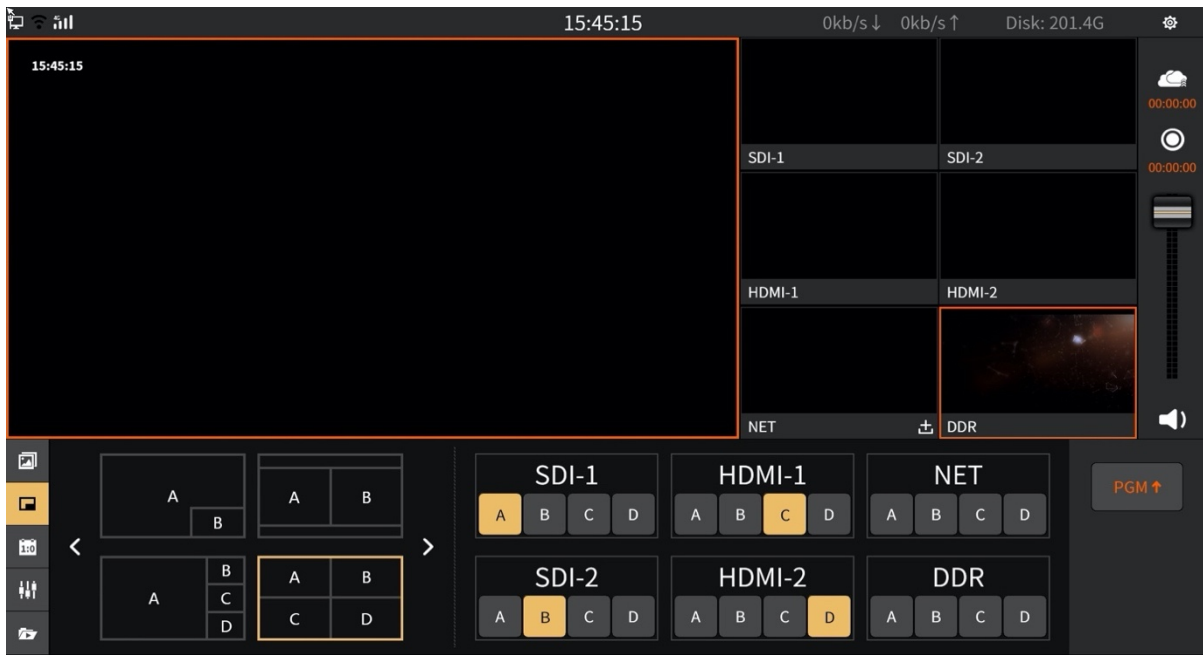 15:45:15 0kb/s↓ 0kb/s↑ Disk: 201.4G
15:45:15
00:00:00
SDI-1 SDI-2
00:00:00
HDMI-1 HDMI-2
NET DDR
A B
A B
SDI-1 HDMI-1 NET
A B C D A B C D A B C D
PGM↑
1:0
A B C D
A B
C D
SDI-2 HDMI-2 DDR
A B C D A B C D A B C D